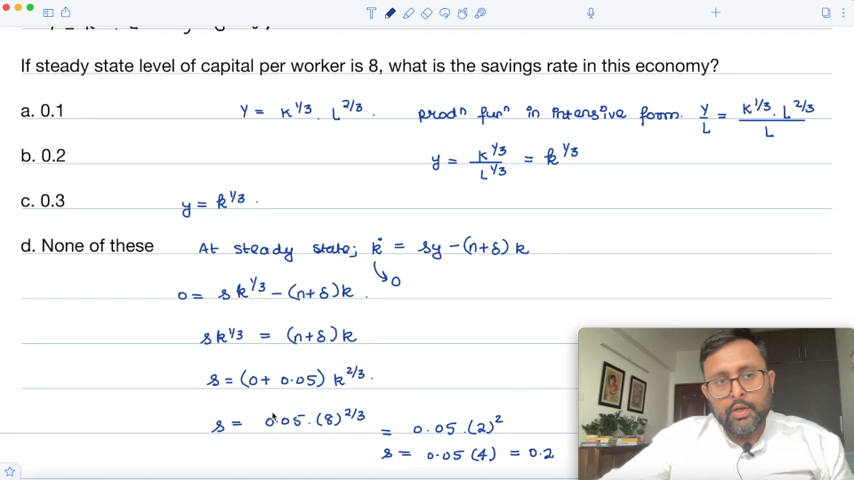 If steady state level of capital per worker is 8, what is the savings rate in this economy?
a. 0.1
Y = K^1/3 . L^2/3 .
prodⁿ funⁿ in intensive form. Y/L = K^1/3 . L^2/3 / L
b. 0.2
y = K^1/3 / L^1/3 = k^1/3
c. 0.3
y = k^1/3 .
d. None of these
At steady state; k̇ = sy - (n+δ) k
↳ 0
0 = s k^1/3 - (n+δ) k .
s k^1/3 = (n+δ) k
s = (0 + 0.05) k^2/3 .
s = 0.05 . (8)^2/3 = 0.05 . (2)^2
s = 0.05 (4) = 0.2